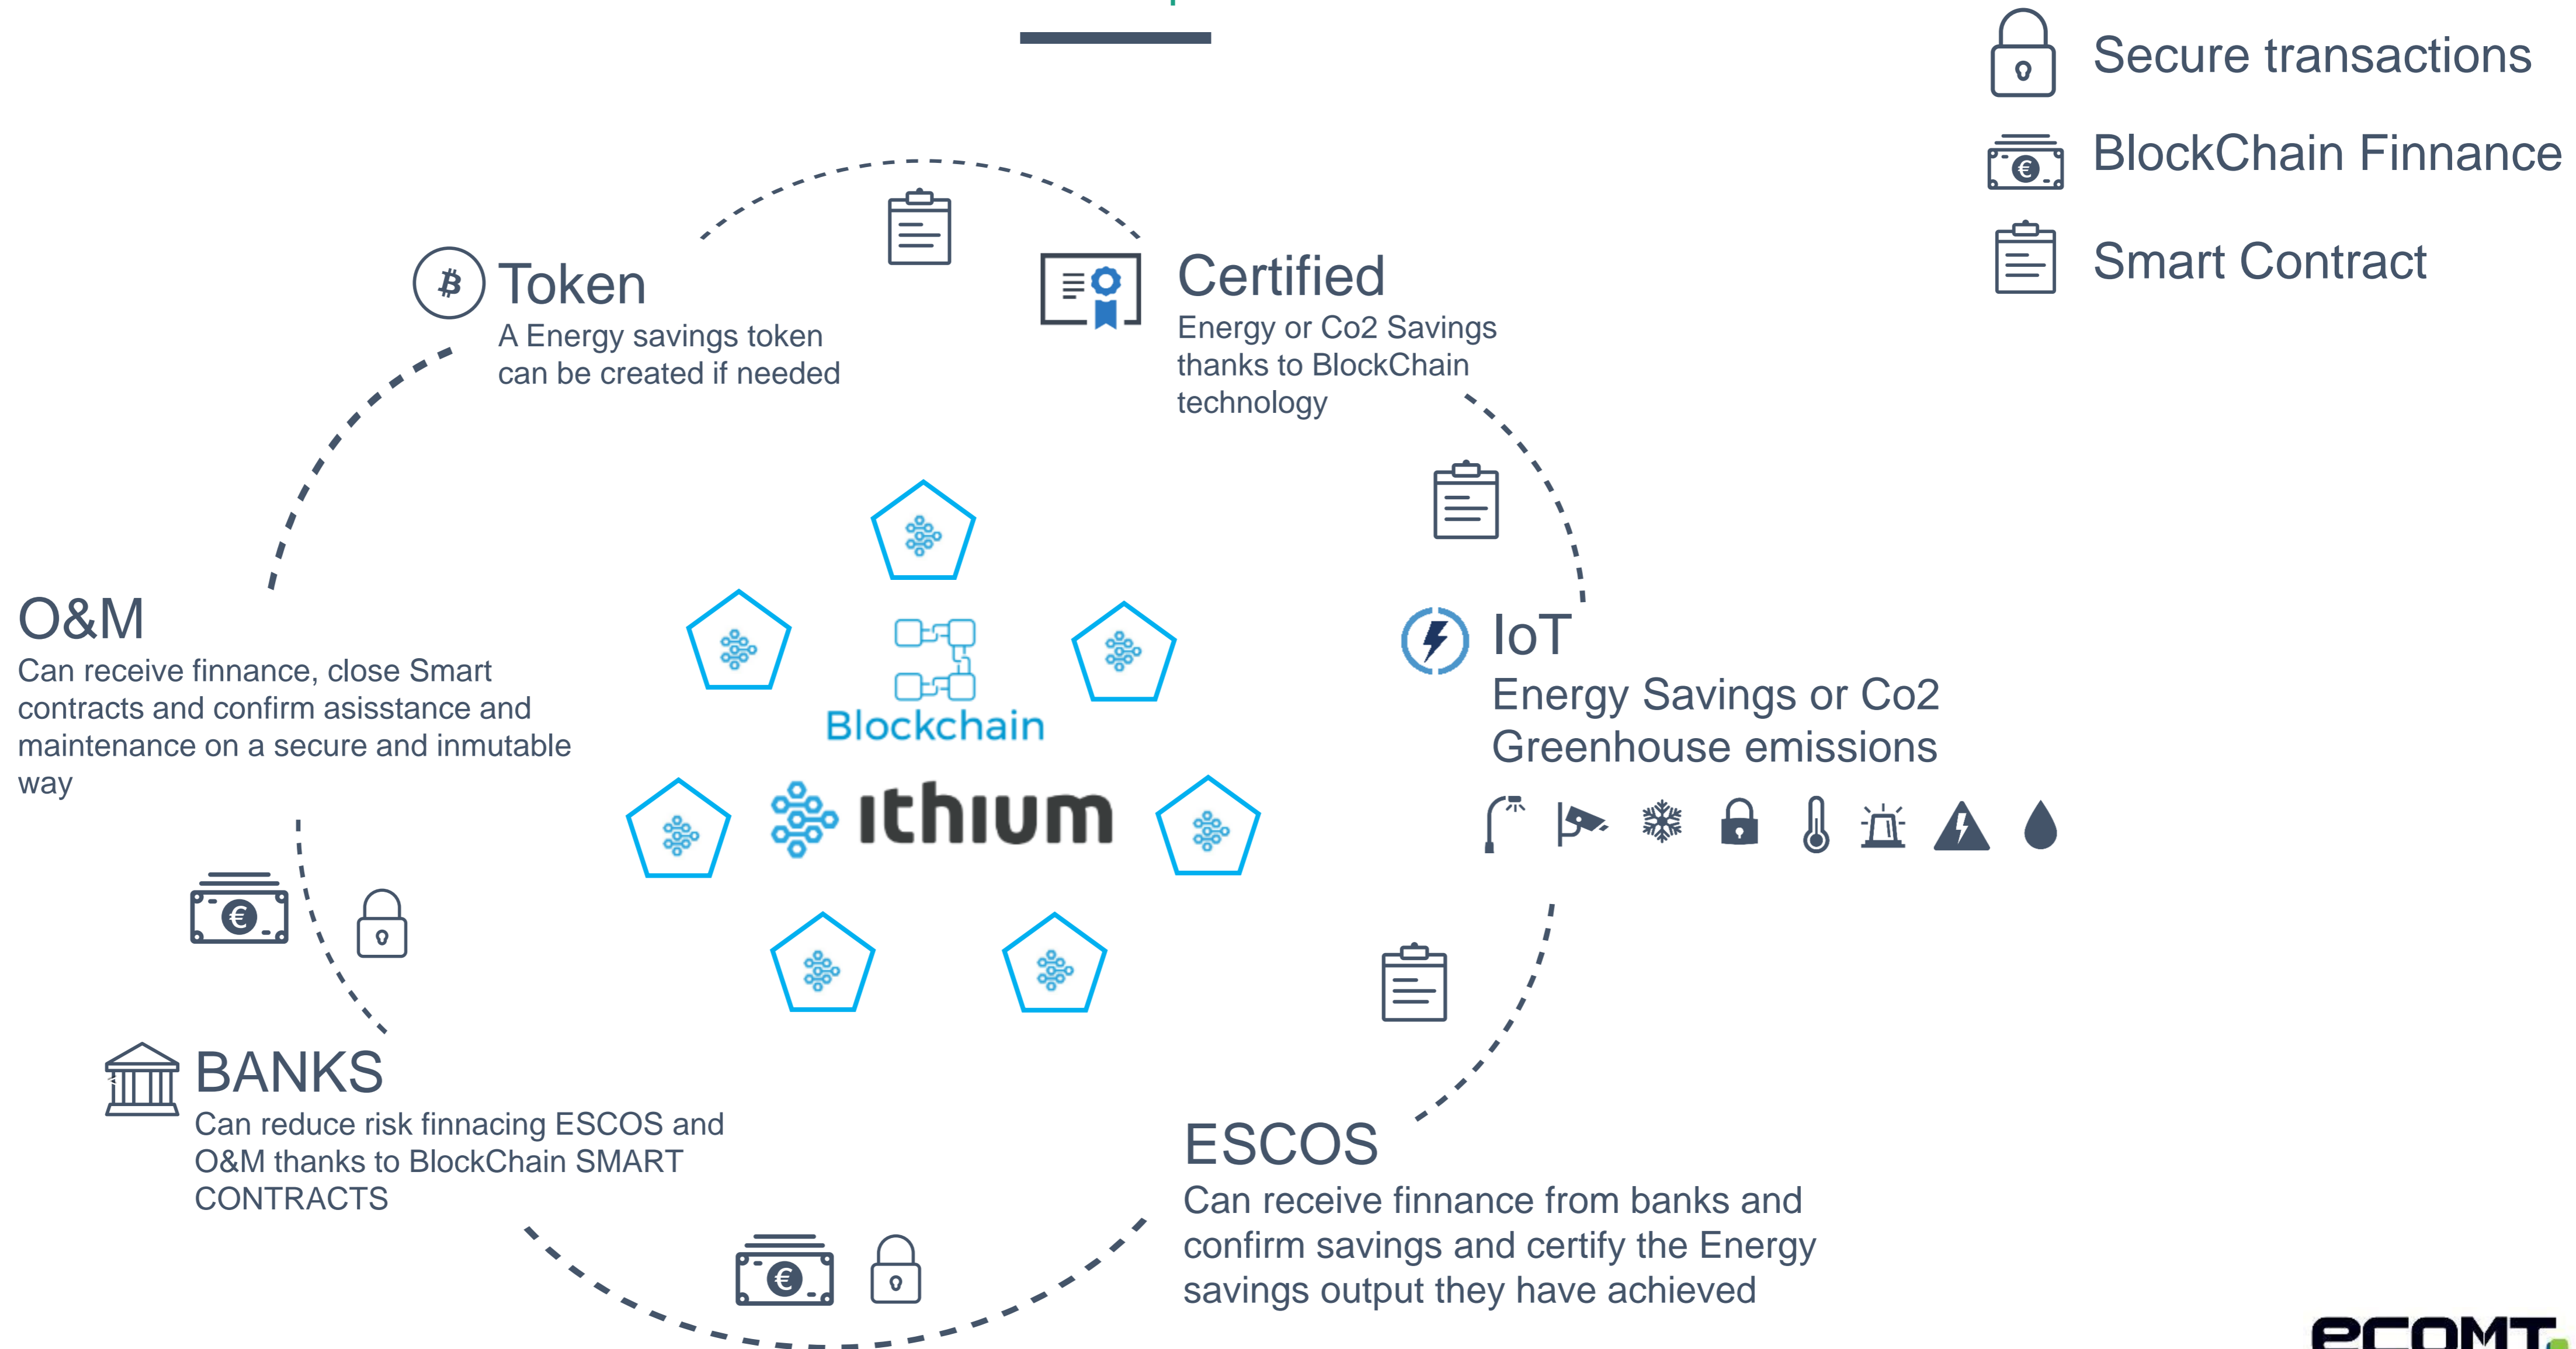 Secure transactions
BlockChain Finnance
Smart Contract
Token
A Energy savings token
can be created if needed
Certified
Energy or Co2 Savings
thanks to BlockChain
technology
O&M
Can receive finnance, close Smart
contracts and confirm asisstance and
maintenance on a secure and inmutable
way
Blockchain
ithium
IoT
Energy Savings or Co2
Greenhouse emissions
BANKS
Can reduce risk finnacing ESCOS and
O&M thanks to BlockChain SMART
CONTRACTS
ESCOS
Can receive finnance from banks and
confirm savings and certify the Energy
savings output they have achieved
ecomt